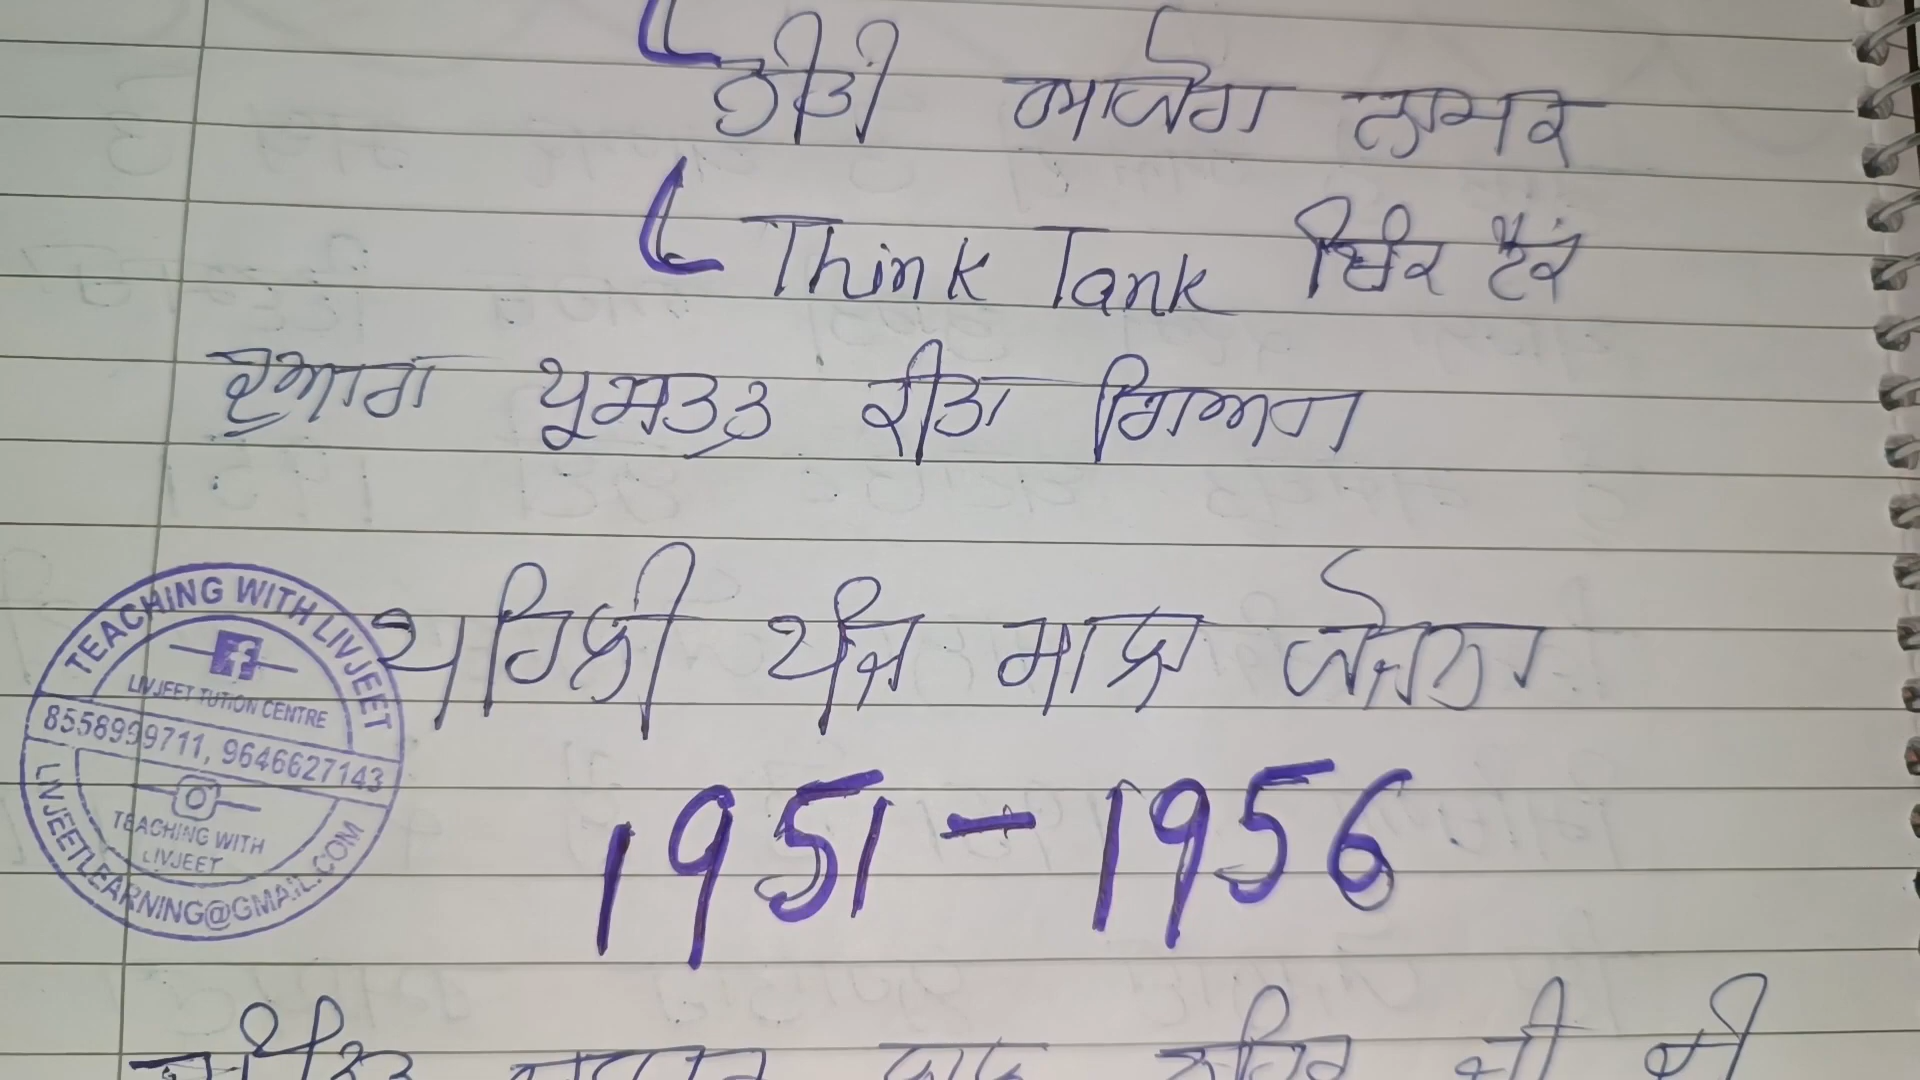 ਨੀਤੀ ਆਯੋਗ ਨਾਮਕ
Think Tank ਥਿੰਕ ਟੈਂਕ
ਦੁਆਰਾ ਪ੍ਰਸਤੁਤ ਕੀਤਾ ਗਿਆ
ਪਹਿਲੀ ਪੰਜ ਸਾਲਾ ਯੋਜਨਾ
1951-1956
ਜੀ ਦੀ
TEACHING WITH LIVJEET
LIVJEET TUTION CENTRE
8558999711, 9646627143
TEACHING WITH
LIVJEET
LIVJEETLEARNING@GMAIL.COM